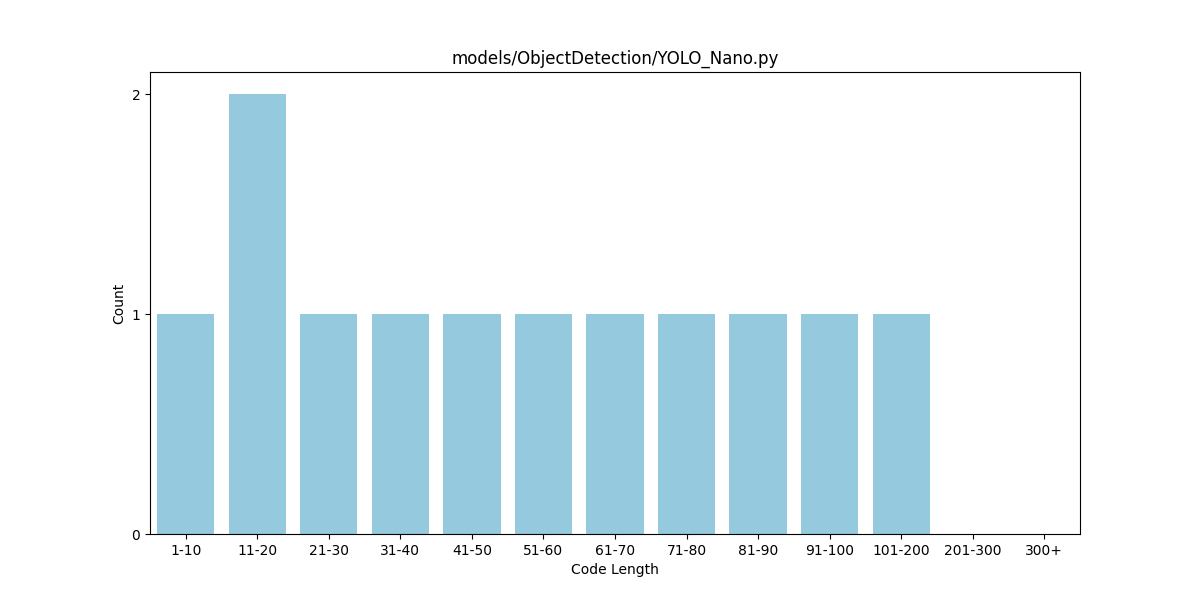 models/ObjectDetection/YOLO_Nano.py
Count
2
1
0
1-10 11-20 21-30 31-40 41-50 51-60 61-70 71-80 81-90 91-100 101-200 201-300 300+
Code Length